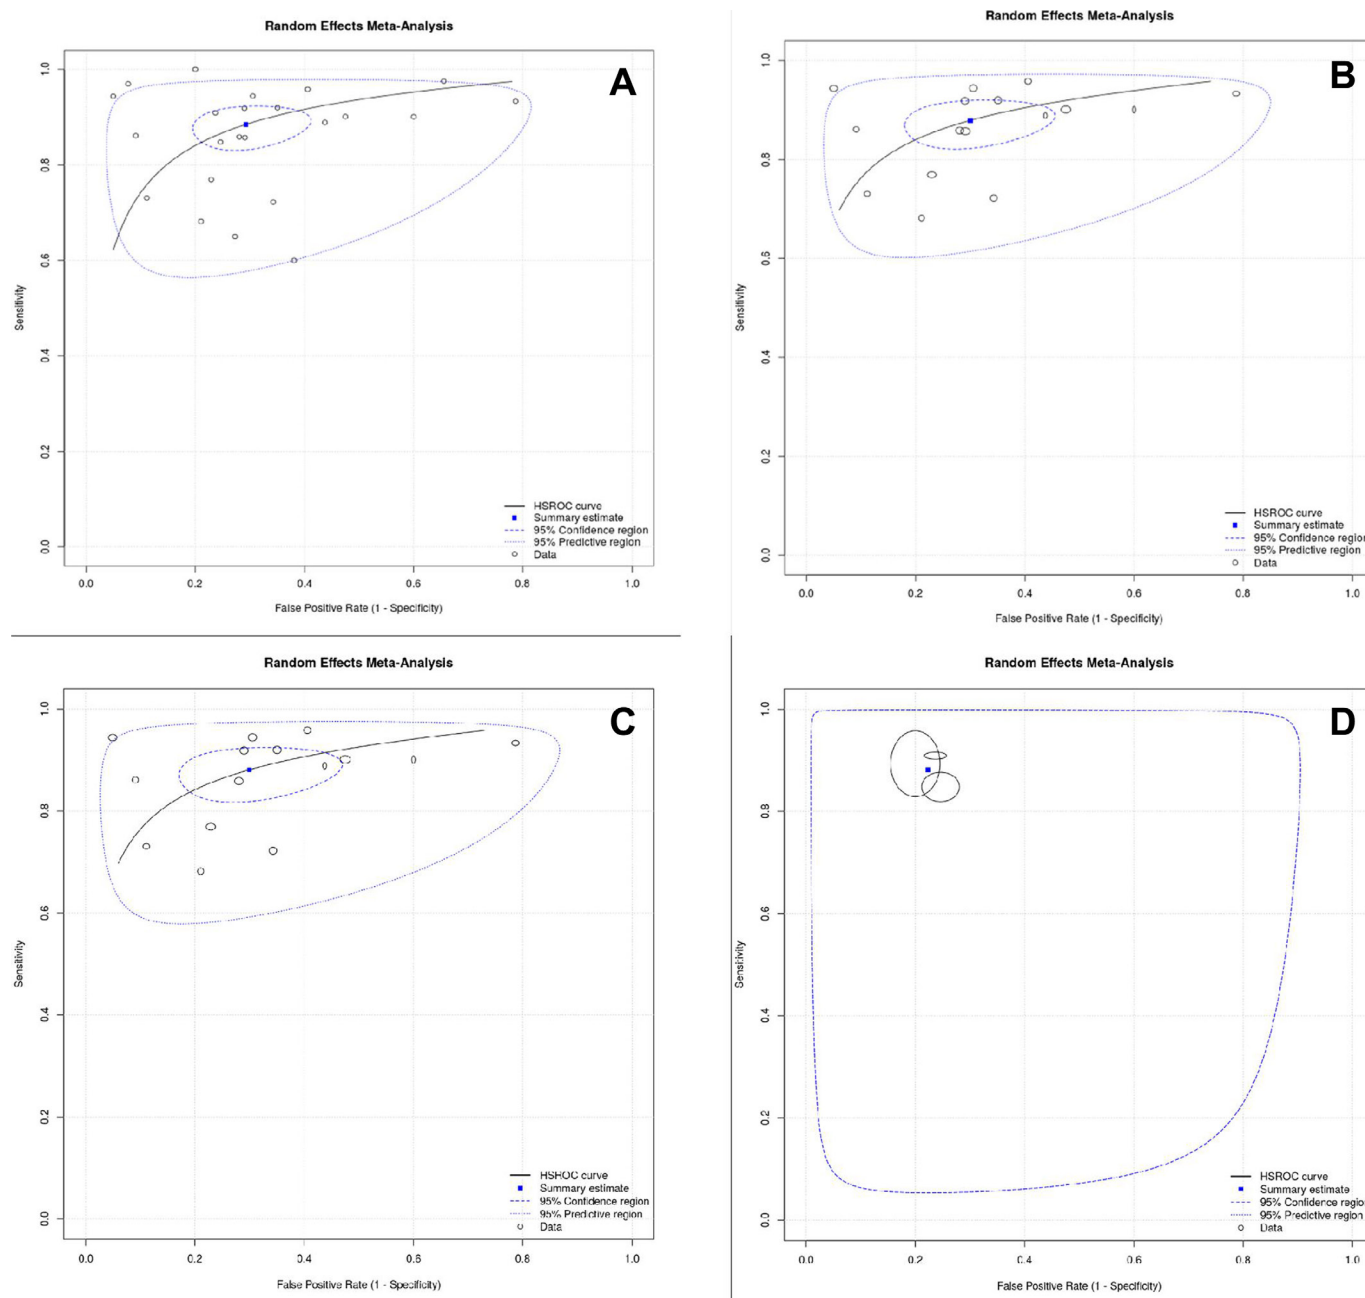 Random Effects Meta-Analysis
A
1.0
0.8
0.6
0.4
0.2
0.0
Sensitivity
HSROC curve
Summary estimate
95% Confidence region
95% Predictive region
Data
0.0 0.2 0.4 0.6 0.8 1.0
False Positive Rate (1 - Specificity)
Random Effects Meta-Analysis
B
1.0
0.8
0.6
0.4
0.2
0.0
Sensitivity
HSROC curve
Summary estimate
95% Confidence region
95% Predictive region
Data
0.0 0.2 0.4 0.6 0.8 1.0
False Positive Rate (1 - Specificity)
Random Effects Meta-Analysis
C
1.0
0.8
0.6
0.4
0.2
0.0
Sensitivity
HSROC curve
Summary estimate
95% Confidence region
95% Predictive region
Data
0.0 0.2 0.4 0.6 0.8 1.0
False Positive Rate (1 - Specificity)
Random Effects Meta-Analysis
D
1.0
0.8
0.6
0.4
0.2
0.0
Sensitivity
HSROC curve
Summary estimate
95% Confidence region
95% Predictive region
Data
0.0 0.2 0.4 0.6 0.8 1.0
False Positive Rate (1 - Specificity)